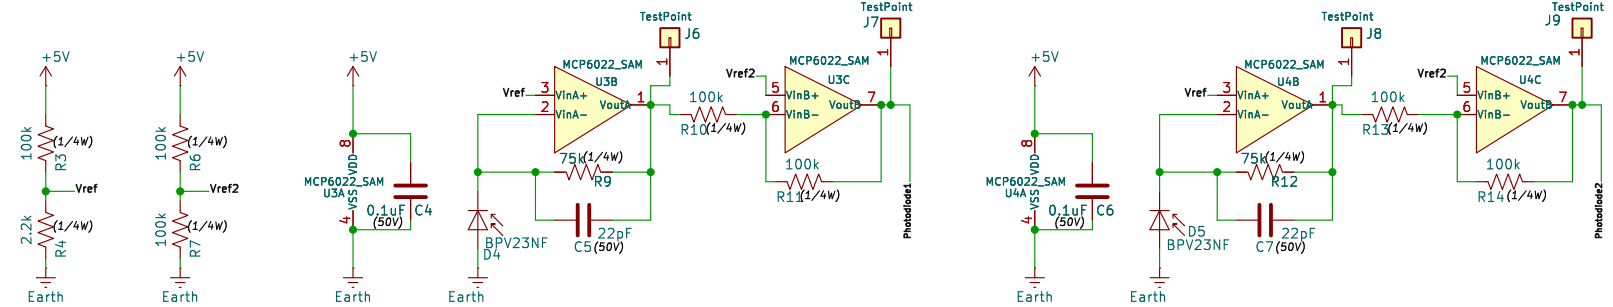 +5V
100k
R3
(1/4W)
Vref
2.2k
R4
(1/4W)
Earth
+5V
100k
R6
(1/4W)
Vref2
100k
R7
(1/4W)
Earth
+5V
8
VDD
MCP6022_SAM
U3A
VSS
4
0.1uF
C4
(50V)
Earth
TestPoint
J6
1
MCP6022_SAM
U3B
Vref
3
VinA+
2
VinA-
VoutA
1
75k
(1/4W)
R9
22pF
C5
(50V)
BPV23NF
D4
Earth
100k
R10
(1/4W)
TestPoint
J7
1
MCP6022_SAM
U3C
Vref2
5
VinB+
6
VinB-
VoutB
7
100k
R11
(1/4W)
Photodiode1
+5V
8
VDD
MCP6022_SAM
U4A
VSS
4
0.1uF
C6
(50V)
Earth
TestPoint
J8
1
MCP6022_SAM
U4B
Vref
3
VinA+
2
VinA-
VoutA
1
75k
(1/4W)
R12
22pF
C7
(50V)
D5
BPV23NF
Earth
100k
R13
(1/4W)
TestPoint
J9
1
MCP6022_SAM
U4C
Vref2
5
VinB+
6
VinB-
VoutB
7
100k
R14
(1/4W)
Photodiode2